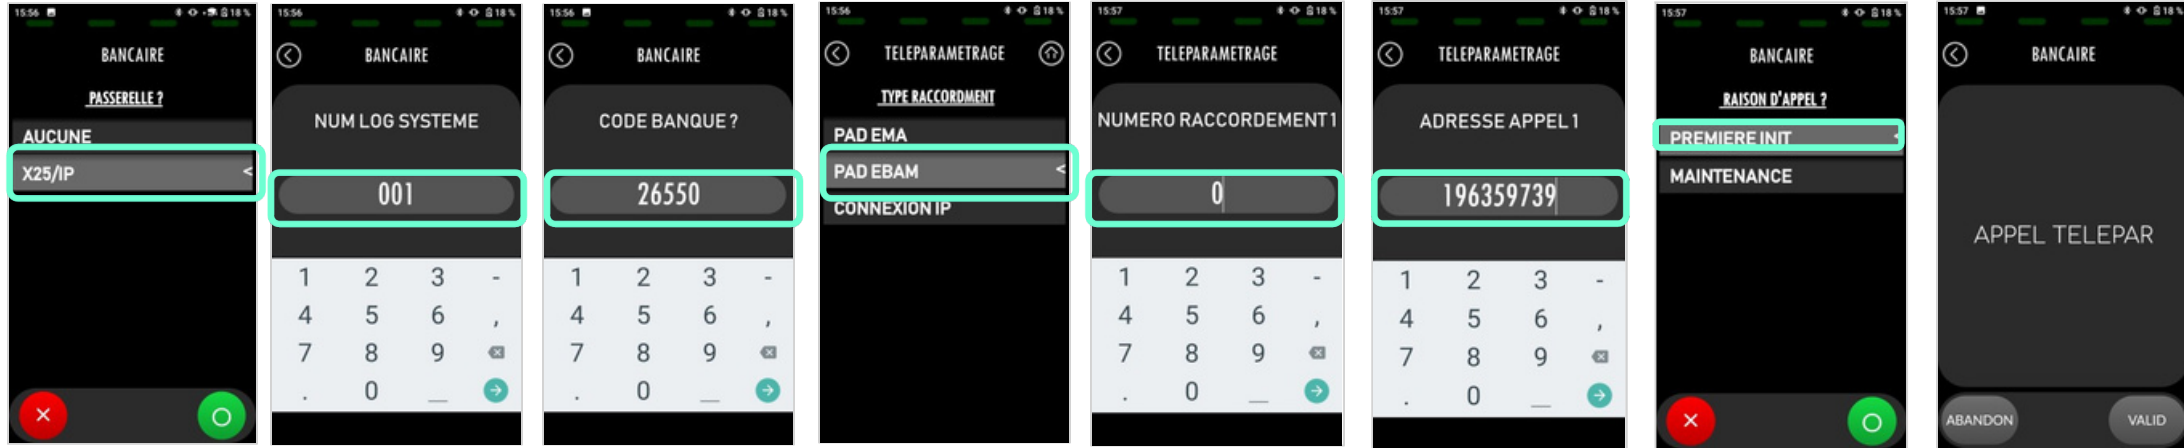 15:56
18 %
BANCAIRE
PASSERELLE ?
AUCUNE
X25/IP <
15:56
18 %
BANCAIRE
NUM LOG SYSTEME
001
1 2 3 -
4 5 6 ,
7 8 9
. 0 _
15:56
18 %
BANCAIRE
CODE BANQUE ?
26550
1 2 3 -
4 5 6 ,
7 8 9
. 0 _
15:56
18 %
TELEPARAMETRAGE
TYPE RACCORDMENT
PAD EMA
PAD EBAM <
CONNEXION IP
15:57
18 %
TELEPARAMETRAGE
NUMERO RACCORDEMENT 1
0
1 2 3 -
4 5 6 ,
7 8 9
. 0 _
15:57
18 %
TELEPARAMETRAGE
ADRESSE APPEL 1
196359739
1 2 3 -
4 5 6 ,
7 8 9
. 0 _
15:57
18 %
BANCAIRE
RAISON D'APPEL ?
PREMIERE INIT <
MAINTENANCE
15:57
18 %
BANCAIRE
APPEL TELEPAR
ABANDON VALID